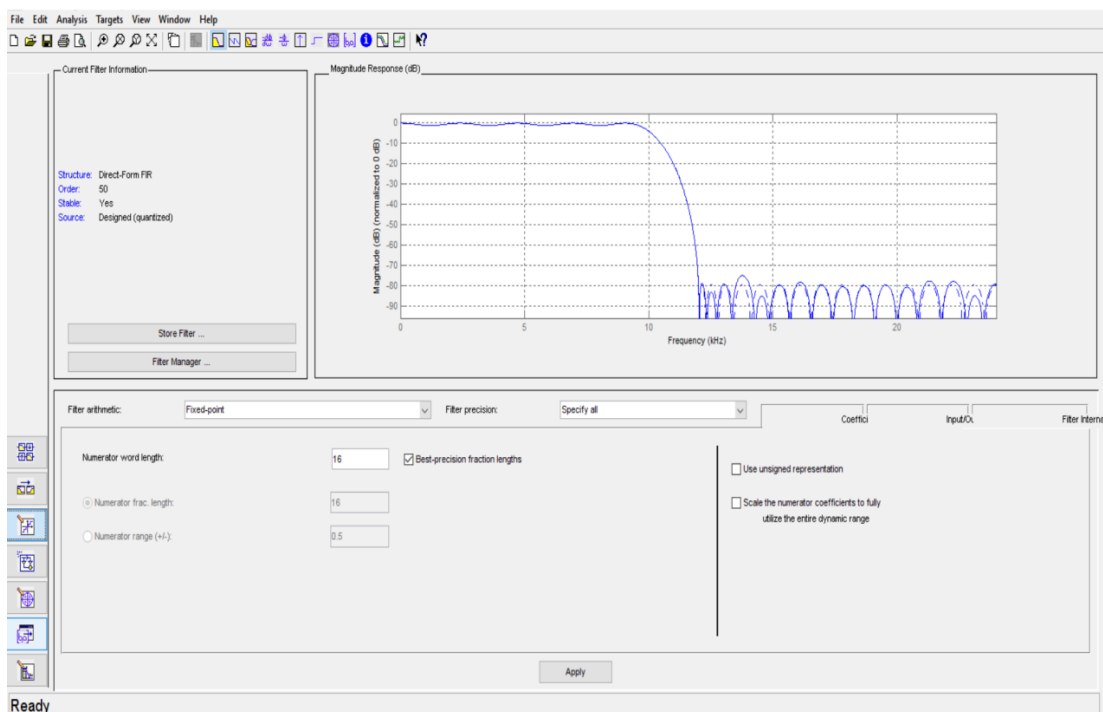 File Edit Analysis Targets View Window Help
Current Filter Information
Structure: Direct-Form FIR
Order: 50
Stable: Yes
Source: Designed (quantized)
Store Filter ...
Filter Manager ...
Magnitude Response (dB)
Magnitude (dB) (normalized to 0 dB)
0
-10
-20
-30
-40
-50
-60
-70
-80
-90
0 5 10 15 20
Frequency (kHz)
Filter arithmetic: Fixed-point Filter precision: Specify all
Coeffici Input/Ou Filter Interna
Numerator word length: 16 Best-precision fraction lengths
Numerator frac. length: 16
Numerator range (+/-): 0.5
Use unsigned representation
Scale the numerator coefficients to fully
utilize the entire dynamic range
Apply
Ready